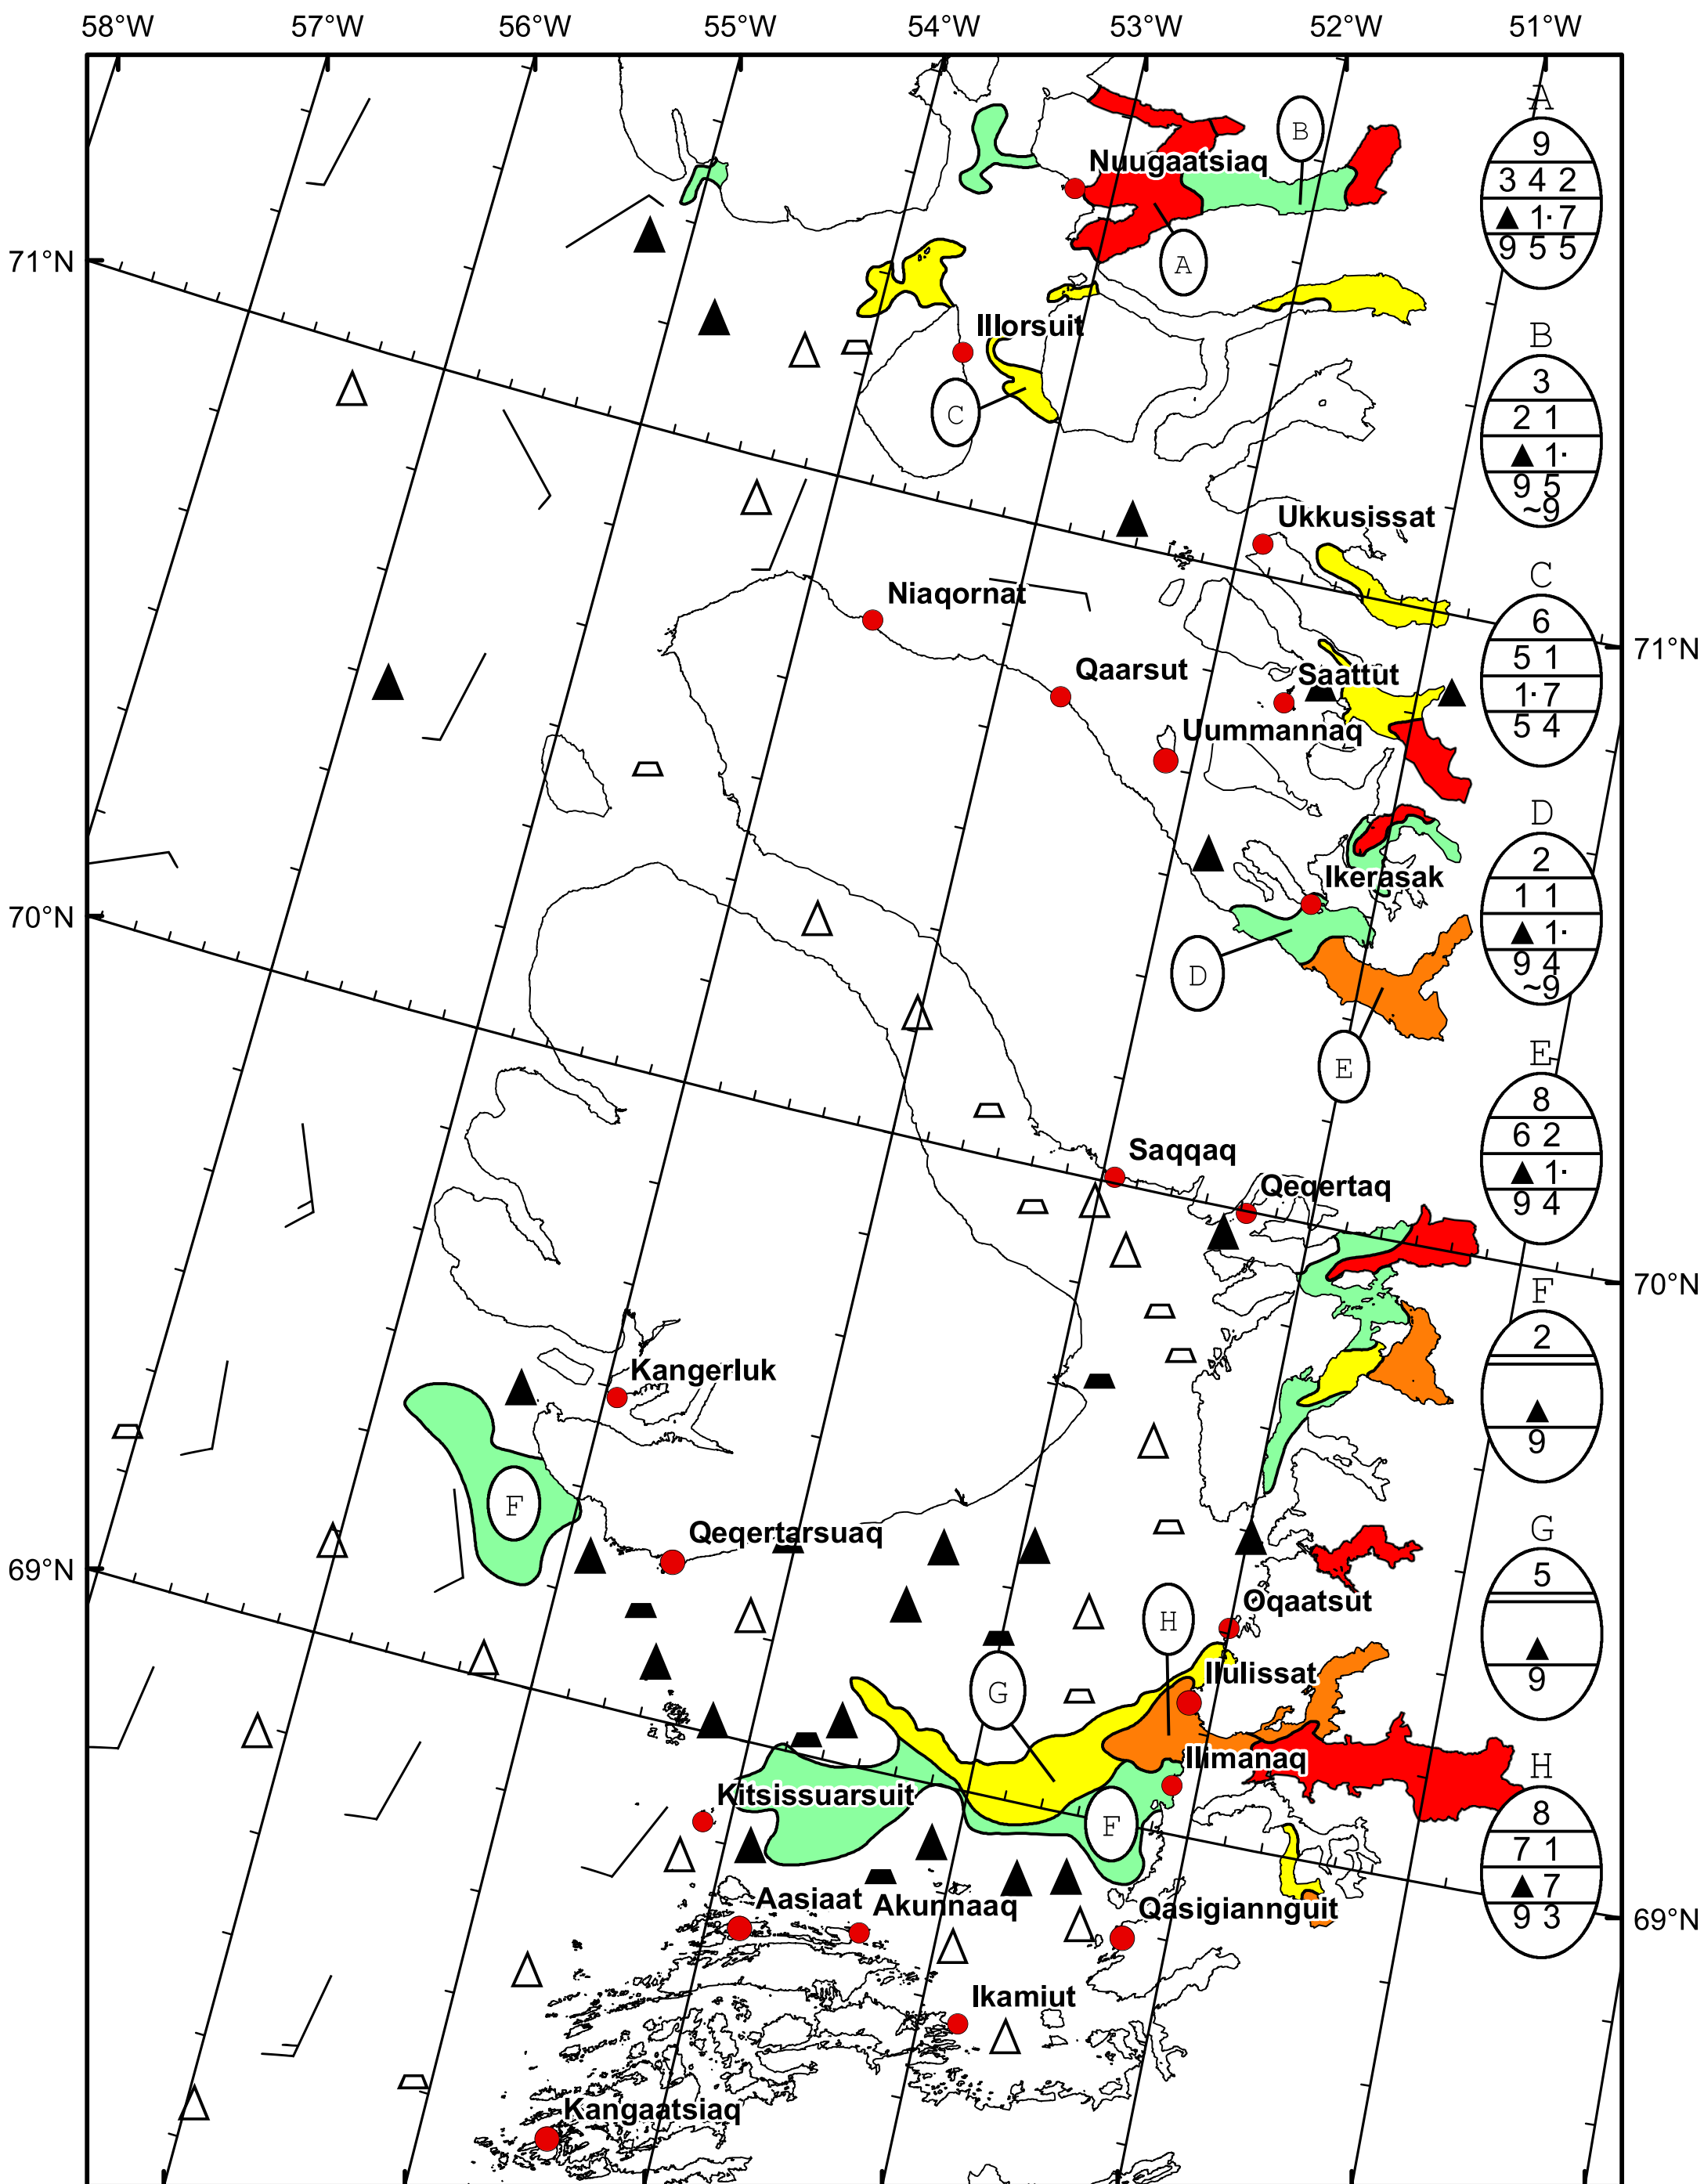 58°W 57°W 56°W 55°W 54°W 53°W 52°W 51°W
A
9
3 4 2
▲ 1· 7
9 5 5
B
Nuugaatsiaq
A
71°N
Illorsuit
C
B
3
2 1
▲ 1·
9 5
~9
Ukkusissat
Niaqornat
C
6
5 1
1· 7
5 4
71°N
Qaarsut
Saattut
Uummannaq
D
2
1 1
▲ 1·
9 4
~9
Ikerasak
70°N
D
E
E
8
6 2
▲ 1·
9 4
Saqqaq
Qeqertaq
70°N
F
2
▲
9
Kangerluk
F
Qeqertarsuaq
69°N
G
5
▲
9
Oqaatsut
H
Ilulissat
G
Ilimanaq
H
8
7 1
▲ 7
9 3
Kitsissuarsuit
F
Aasiaat
Akunnaaq
Qasigiannguit
69°N
Ikamiut
Kangaatsiaq